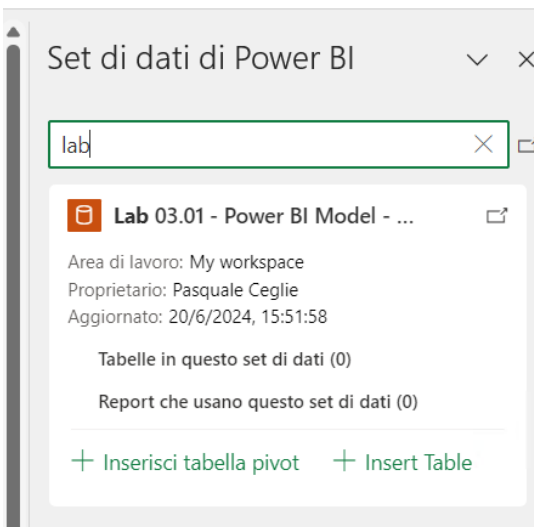 Set di dati di Power BI
lab
Lab 03.01 - Power BI Model - ...
Area di lavoro: My workspace
Proprietario: Pasquale Ceglie
Aggiornato: 20/6/2024, 15:51:58
Tabelle in questo set di dati (0)
Report che usano questo set di dati (0)
Inserisci tabella pivot Insert Table